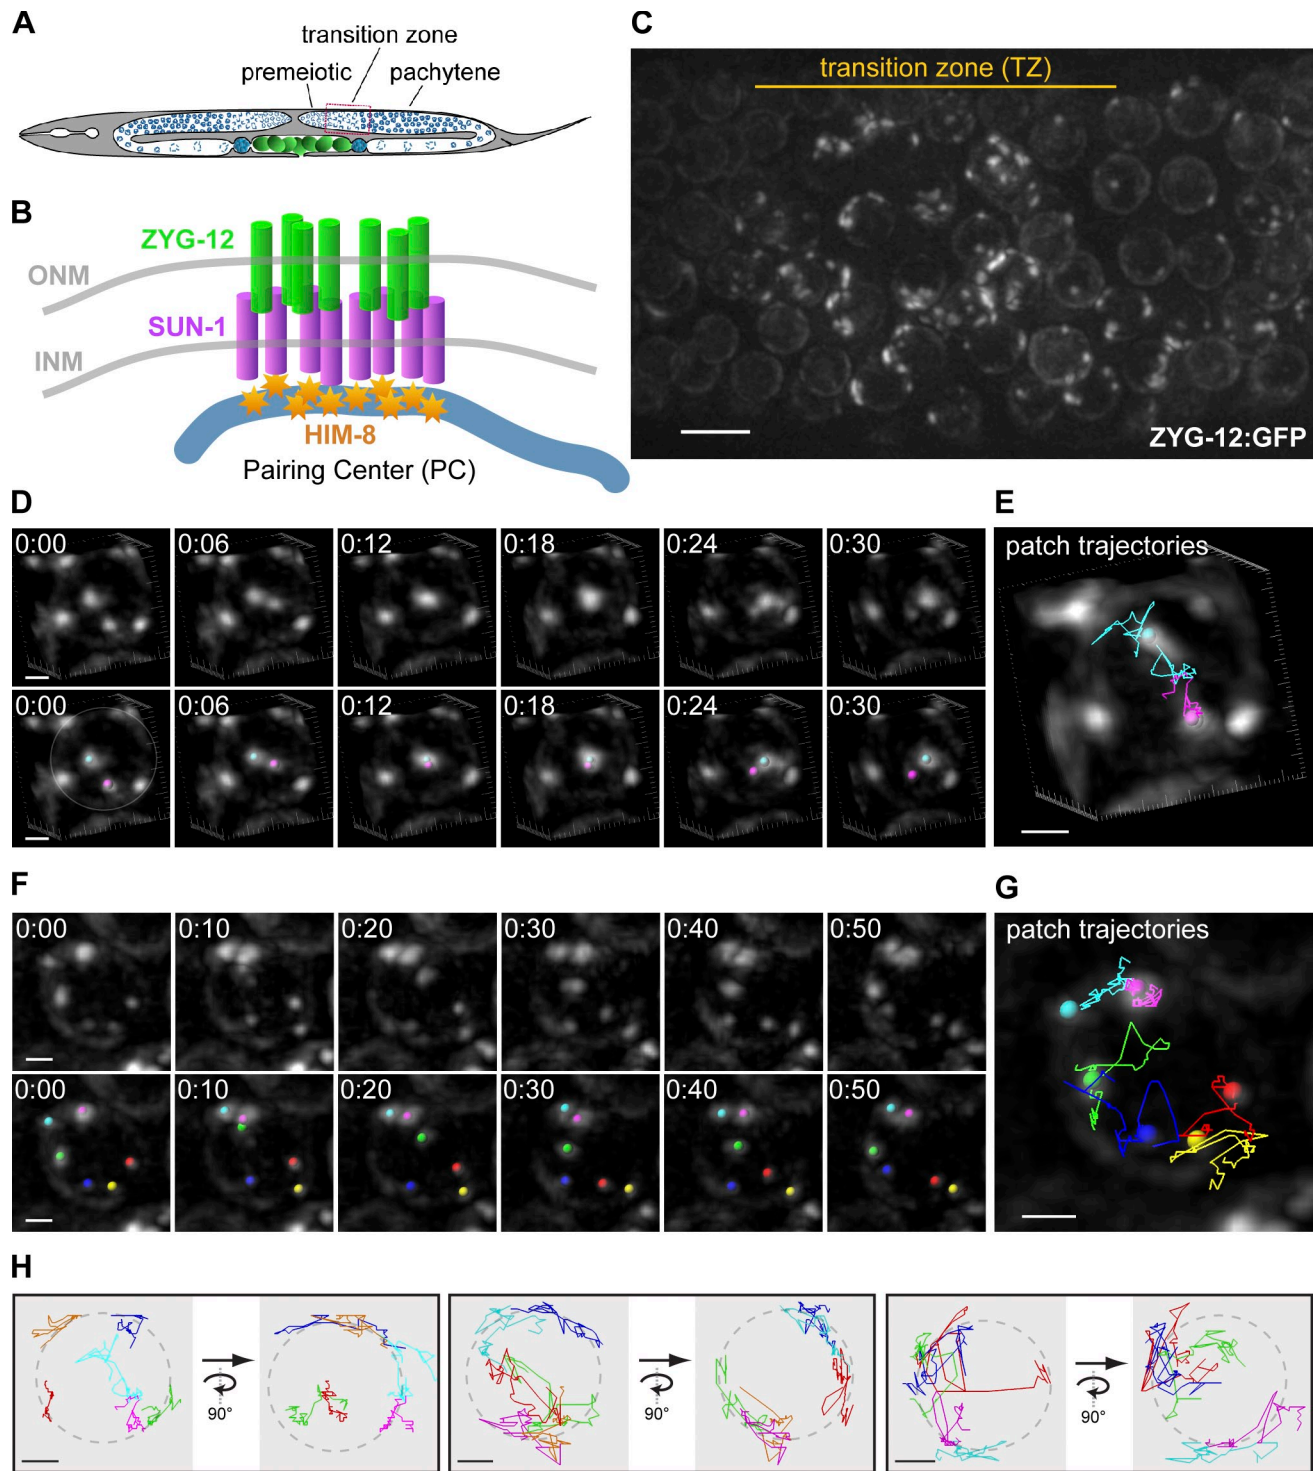 A
transition zone
premeiotic
pachytene
B
ZYG-12
ONM
SUN-1
INM
HIM-8
Pairing Center (PC)
C
transition zone (TZ)
ZYG-12:GFP
D
0:00
0:06
0:12
0:18
0:24
0:30
0:00
0:06
0:12
0:18
0:24
0:30
E
patch trajectories
F
0:00
0:10
0:20
0:30
0:40
0:50
0:00
0:10
0:20
0:30
0:40
0:50
G
patch trajectories
H
90°
90°
90°